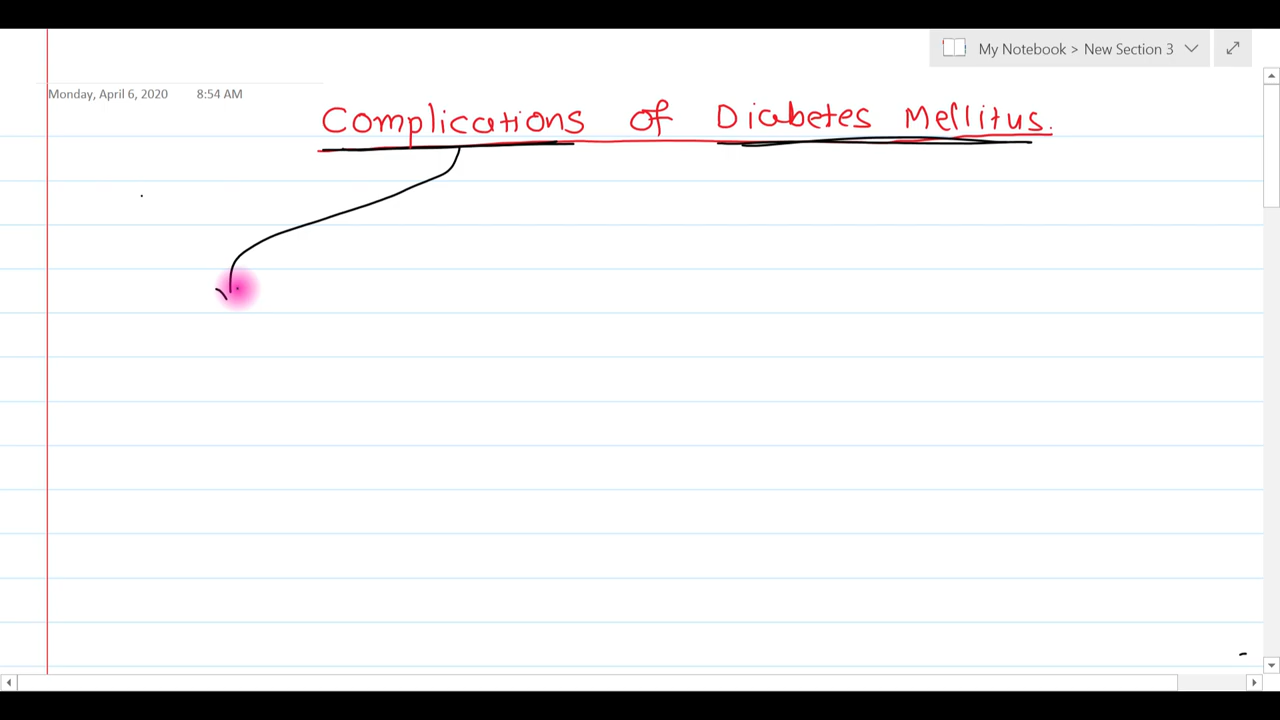 My Notebook > New Section 3
Monday, April 6, 2020 8:54 AM
Complications of Diabetes Mellitus.